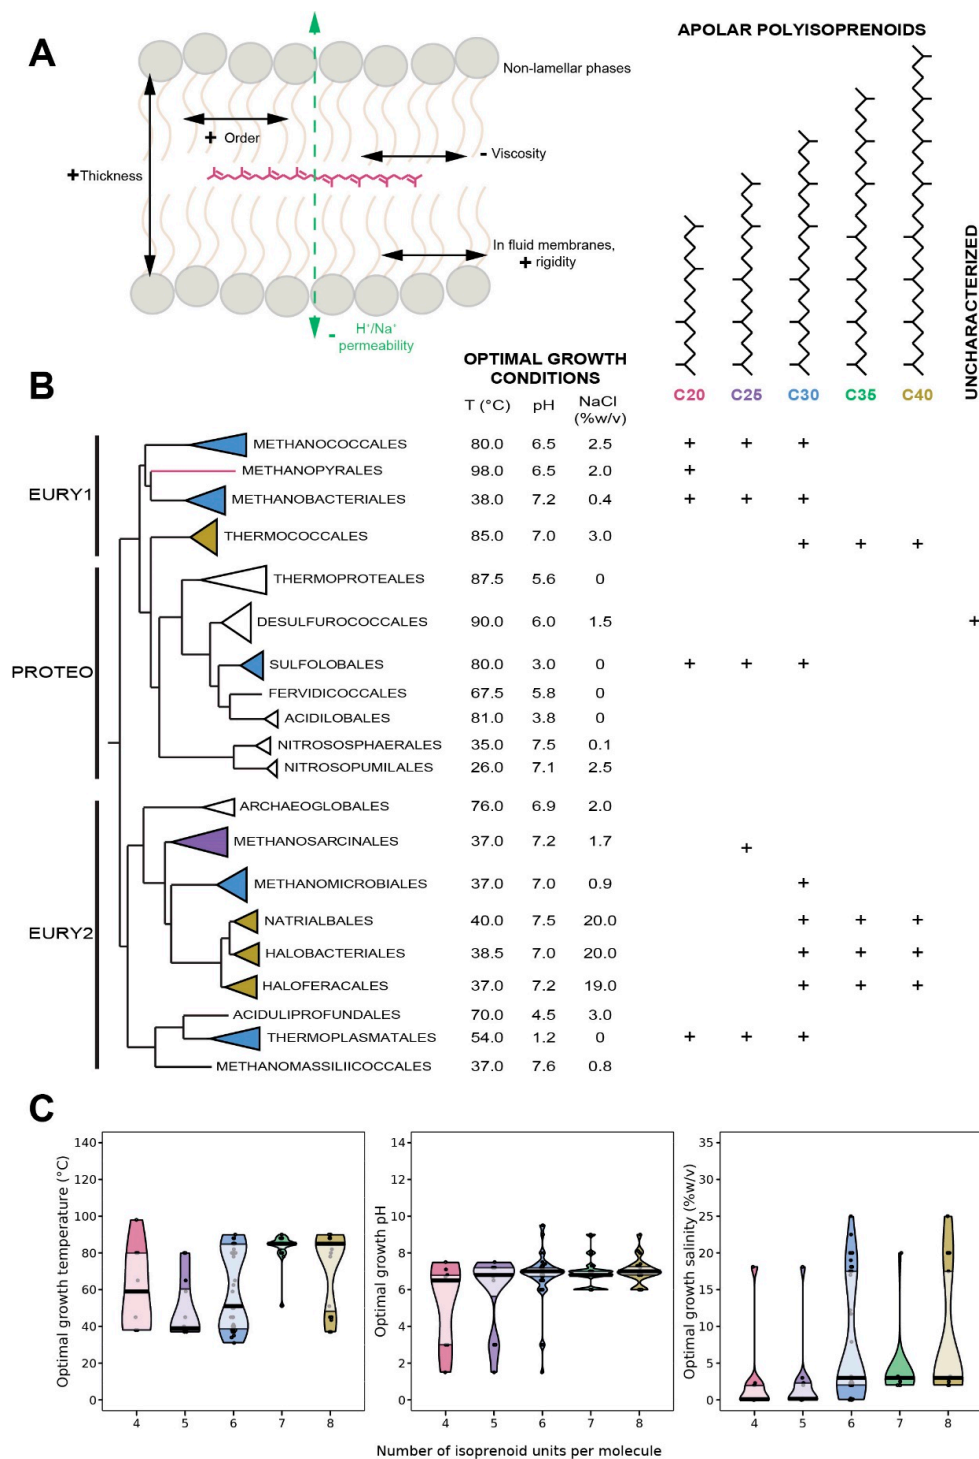 A
APOLAR POLYISOPRENOIDS
Non-lamellar phases
+ Order
- Viscosity
+Thickness
In fluid membranes,
+ rigidity
- H⁺/Na⁺
permeability
UNCHARACTERIZED
B
OPTIMAL GROWTH
CONDITIONS
T (°C) pH NaCl
(%w/v)
C20 C25 C30 C35 C40
EURY1
METHANOCOCCALES 80.0 6.5 2.5 + + +
METHANOPYRALES 98.0 6.5 2.0 +
METHANOBACTERIALES 38.0 7.2 0.4 + + +
THERMOCOCCALES 85.0 7.0 3.0 + + +
PROTEO
THERMOPROTEALES 87.5 5.6 0
DESULFUROCOCCALES 90.0 6.0 1.5 +
SULFOLOBALES 80.0 3.0 0 + + +
FERVIDICOCCALES 67.5 5.8 0
ACIDILOBALES 81.0 3.8 0
NITROSOSPHAERALES 35.0 7.5 0.1
NITROSOPUMILALES 26.0 7.1 2.5
EURY2
ARCHAEOGLOBALES 76.0 6.9 2.0
METHANOSARCINALES 37.0 7.2 1.7 +
METHANOMICROBIALES 37.0 7.0 0.9 +
NATRIALBALES 40.0 7.5 20.0 + + +
HALOBACTERIALES 38.5 7.0 20.0 + + +
HALOFERACALES 37.0 7.2 19.0 + + +
ACIDULIPROFUNDALES 70.0 4.5 3.0
THERMOPLASMATALES 54.0 1.2 0 + + +
METHANOMASSILIICOCCALES 37.0 7.6 0.8
C
Optimal growth temperature (°C)
140
120
100
80
60
40
20
0
4 5 6 7 8
Optimal growth pH
14
12
10
8
6
4
2
0
4 5 6 7 8
Optimal growth salinity (%w/v)
35
30
25
20
15
10
5
0
4 5 6 7 8
Number of isoprenoid units per molecule